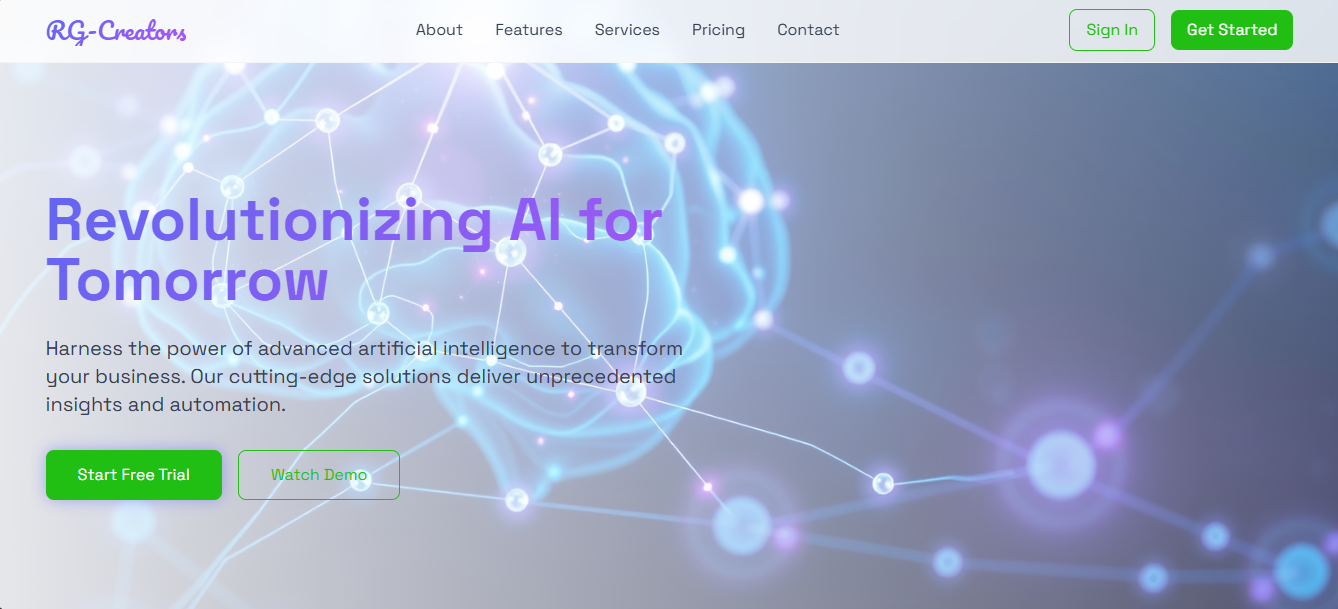 RG-Creators
About
Features
Services
Pricing
Contact
Sign In
Get Started
Revolutionizing AI for
Tomorrow
Harness the power of advanced artificial intelligence to transform
your business. Our cutting-edge solutions deliver unprecedented
insights and automation.
Start Free Trial
Watch Demo